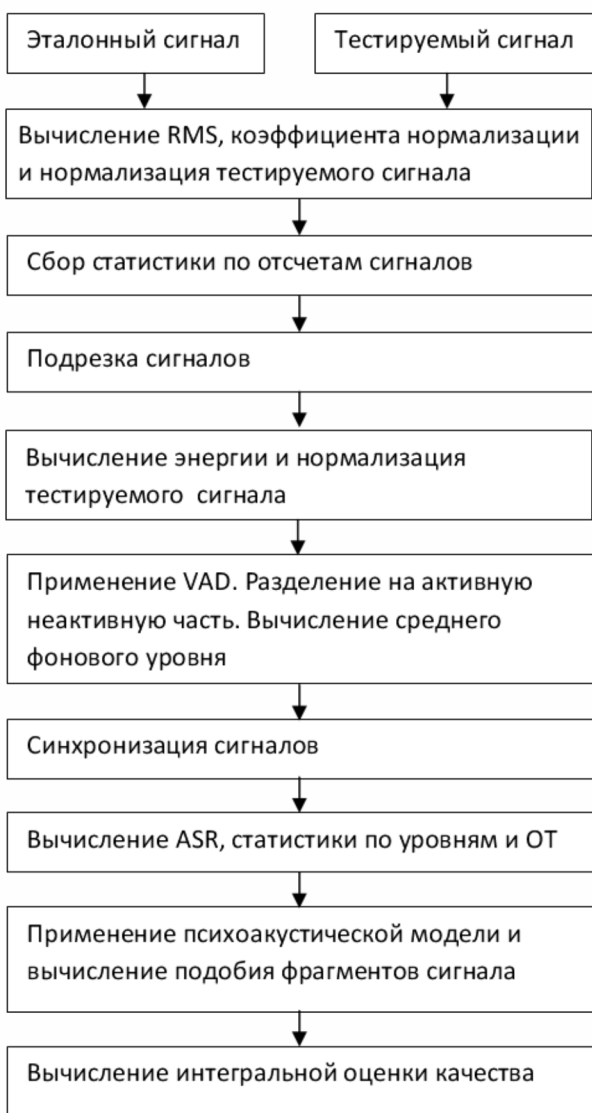 Эталонный сигнал
Тестируемый сигнал
Вычисление RMS, коэффициента нормализации
и нормализация тестируемого сигнала
Сбор статистики по отсчетам сигналов
Подрезка сигналов
Вычисление энергии и нормализация
тестируемого сигнала
Применение VAD. Разделение на активную
неактивную часть. Вычисление среднего
фонового уровня
Синхронизация сигналов
Вычисление ASR, статистики по уровням и ОТ
Применение психоакустической модели и
вычисление подобия фрагментов сигнала
Вычисление интегральной оценки качества